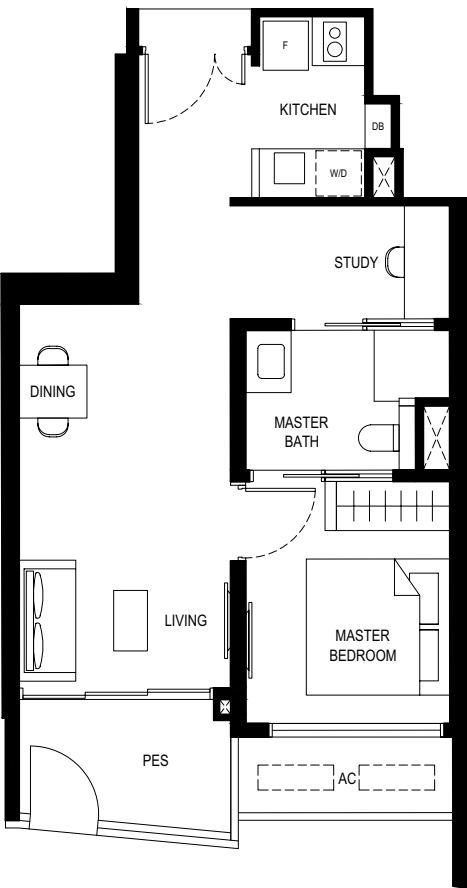 F
KITCHEN
DB
W/D
STUDY
DINING
MASTER
BATH
LIVING
MASTER
BEDROOM
PES
AC